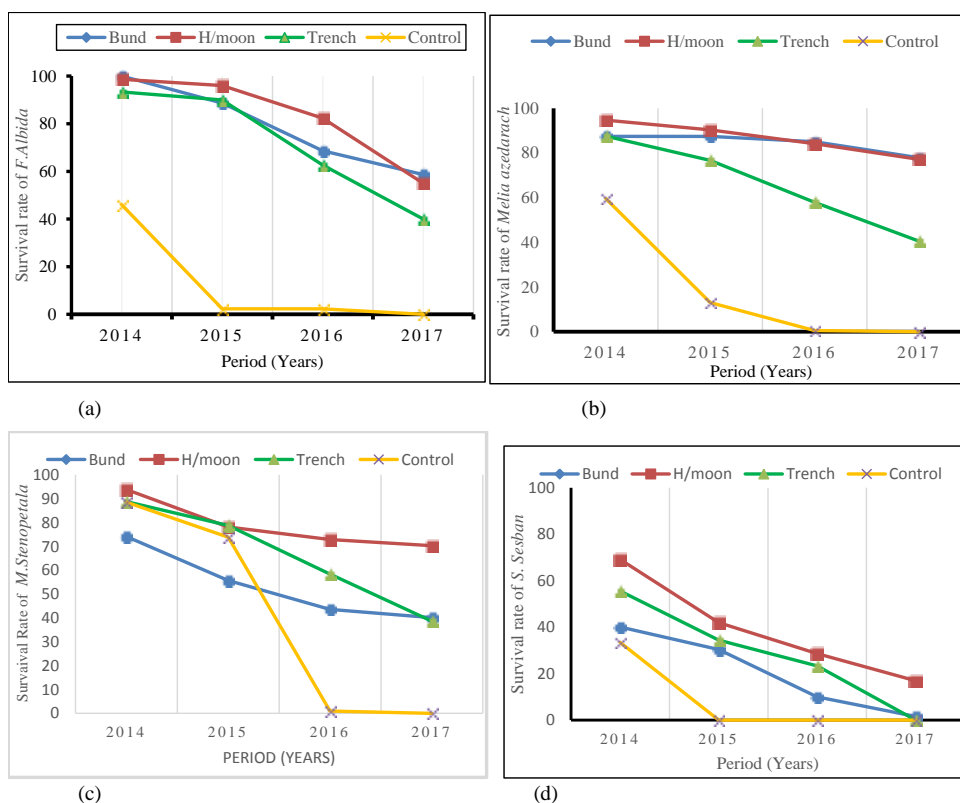 Bund H/moon Trench Control
Survival rate of F.Albida
100
80
60
40
20
0
2014 2015 2016 2017
Period (Years)
(a)
Bund H/moon Trench Control
Survival rate of Melia azedarach
100
80
60
40
20
0
2014 2015 2016 2017
Period (Years)
(b)
Bund H/moon Trench Control
Survival Rate of M.Stenopetala
100
90
80
70
60
50
40
30
20
10
0
2014 2015 2016 2017
PERIOD (YEARS)
(c)
Bund H/moon Trench Control
Survival rate of S. Sesban
100
80
60
40
20
0
2014 2015 2016 2017
Period (Years)
(d)